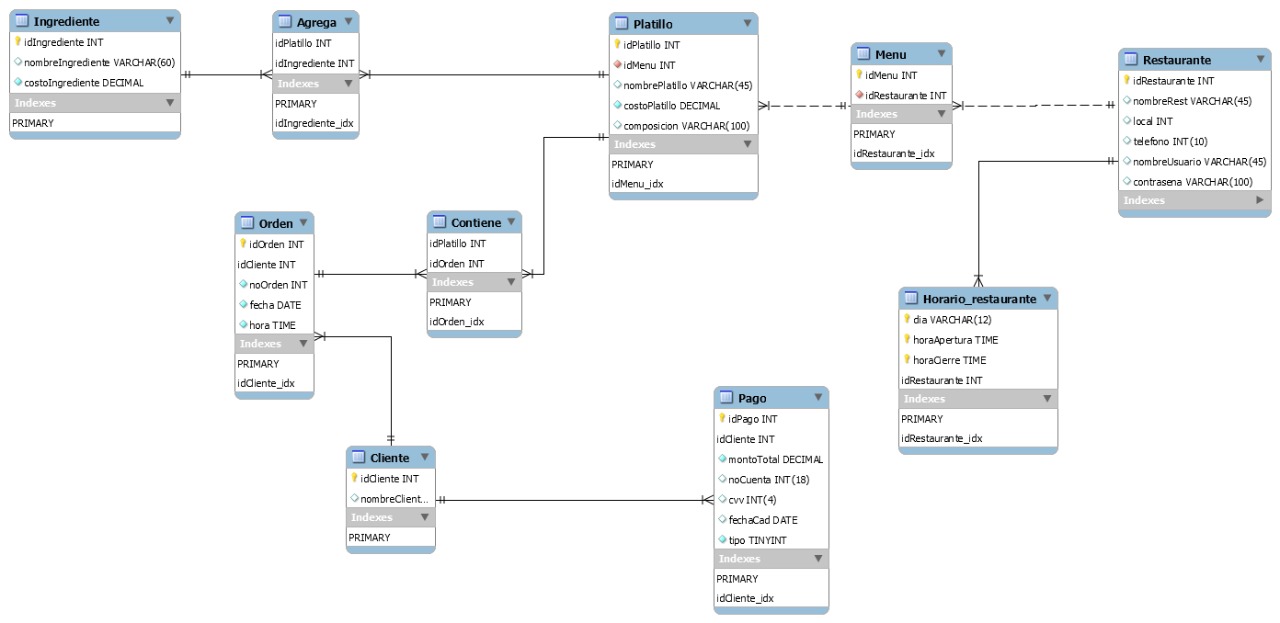 Ingrediente
idIngrediente INT
nombreIngrediente VARCHAR(60)
costoIngrediente DECIMAL
Indexes
PRIMARY
Agrega
idPlatillo INT
idIngrediente INT
Indexes
PRIMARY
idIngrediente_idx
Platillo
idPlatillo INT
idMenu INT
nombrePlatillo VARCHAR(45)
costoPlatillo DECIMAL
composicion VARCHAR(100)
Indexes
PRIMARY
idMenu_idx
Menu
idMenu INT
idRestaurante INT
Indexes
PRIMARY
idRestaurante_idx
Restaurante
idRestaurante INT
nombreRest VARCHAR(45)
local INT
telefono INT(10)
nombreUsuario VARCHAR(45)
contrasena VARCHAR(100)
Indexes
Orden
idOrden INT
idCliente INT
noOrden INT
fecha DATE
hora TIME
Indexes
PRIMARY
idCliente_idx
Contiene
idPlatillo INT
idOrden INT
Indexes
PRIMARY
idOrden_idx
Horario_restaurante
dia VARCHAR(12)
horaApertura TIME
horaCierre TIME
idRestaurante INT
Indexes
PRIMARY
idRestaurante_idx
Cliente
idCliente INT
nombreClient...
Indexes
PRIMARY
Pago
idPago INT
idCliente INT
montoTotal DECIMAL
noCuenta INT(18)
cvv INT(4)
fechaCad DATE
tipo TINYINT
Indexes
PRIMARY
idCliente_idx